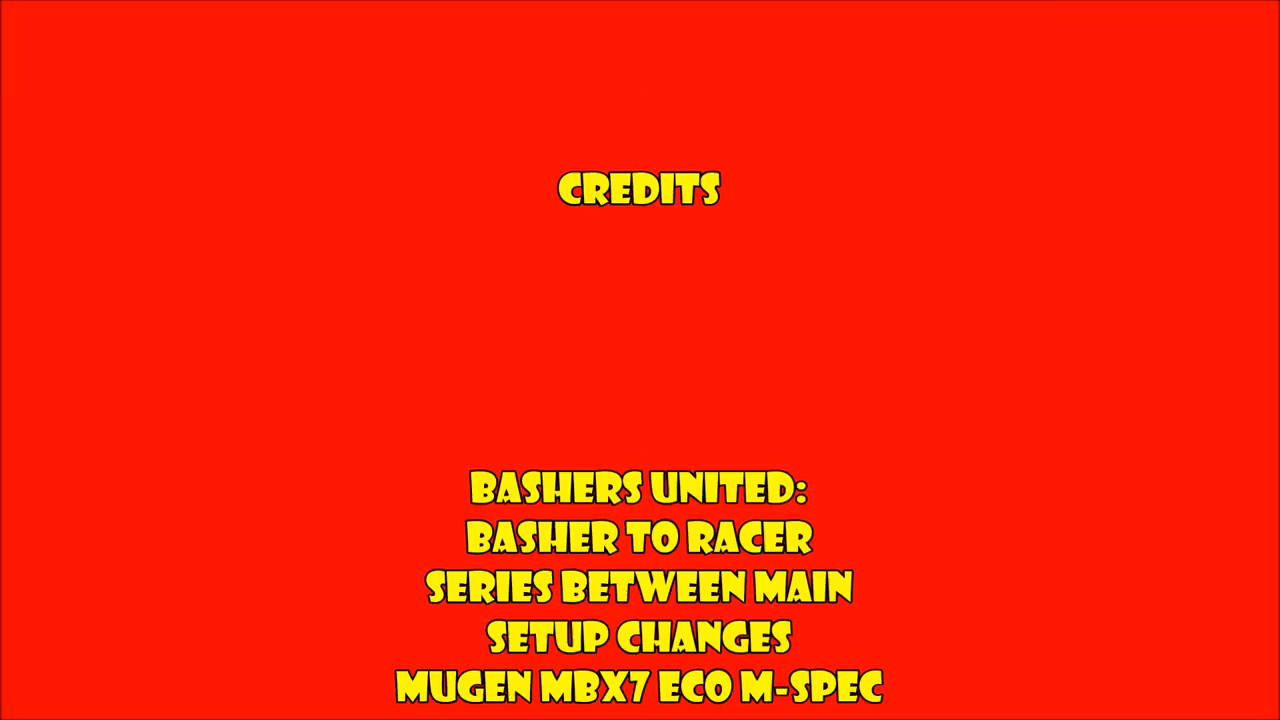 CREDITS
BASHERS UNITED:
BASHER TO RACER
SERIES BETWEEN MAIN
SETUP CHANGES
MUGEN MBX7 ECO M-SPEC